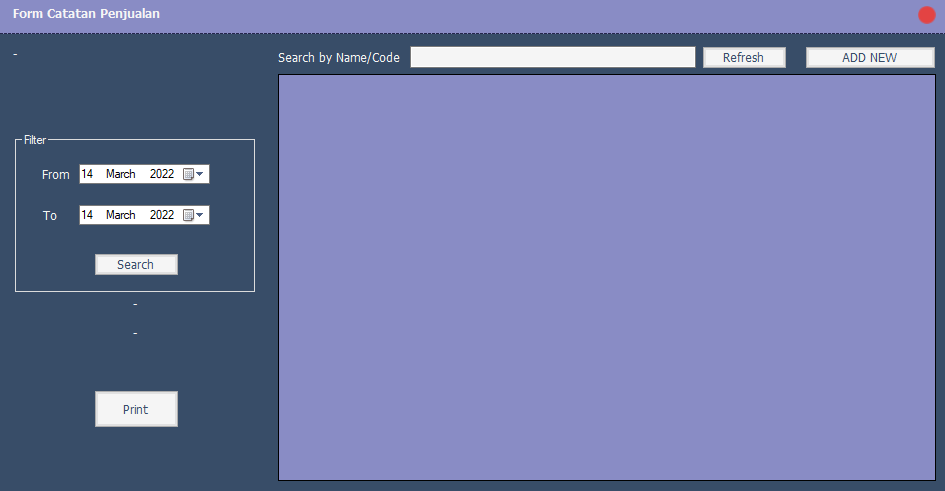 Form Catatan Penjualan
-
Search by Name/Code
Refresh
ADD NEW
Filter
From 14 March 2022
To 14 March 2022
Search
-
-
Print